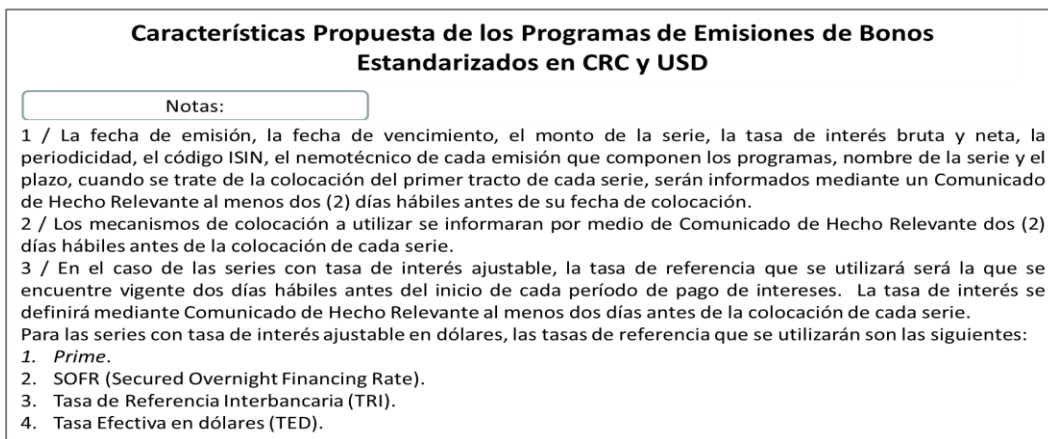 Características Propuesta de los Programas de Emisiones de Bonos
Estandarizados en CRC y USD
Notas:
1 / La fecha de emisión, la fecha de vencimiento, el monto de la serie, la tasa de interés bruta y neta, la
periodicidad, el código ISIN, el nemotécnico de cada emisión que componen los programas, nombre de la serie y el
plazo, cuando se trate de la colocación del primer tracto de cada serie, serán informados mediante un Comunicado
de Hecho Relevante al menos dos (2) días hábiles antes de su fecha de colocación.
2 / Los mecanismos de colocación a utilizar se informaran por medio de Comunicado de Hecho Relevante dos (2)
días hábiles antes de la colocación de cada serie.
3 / En el caso de las series con tasa de interés ajustable, la tasa de referencia que se utilizará será la que se
encuentre vigente dos días hábiles antes del inicio de cada período de pago de intereses. La tasa de interés se
definirá mediante Comunicado de Hecho Relevante al menos dos días antes de la colocación de cada serie.
Para las series con tasa de interés ajustable en dólares, las tasas de referencia que se utilizarán son las siguientes:
1. Prime.
2. SOFR (Secured Overnight Financing Rate).
3. Tasa de Referencia Interbancaria (TRI).
4. Tasa Efectiva en dólares (TED).